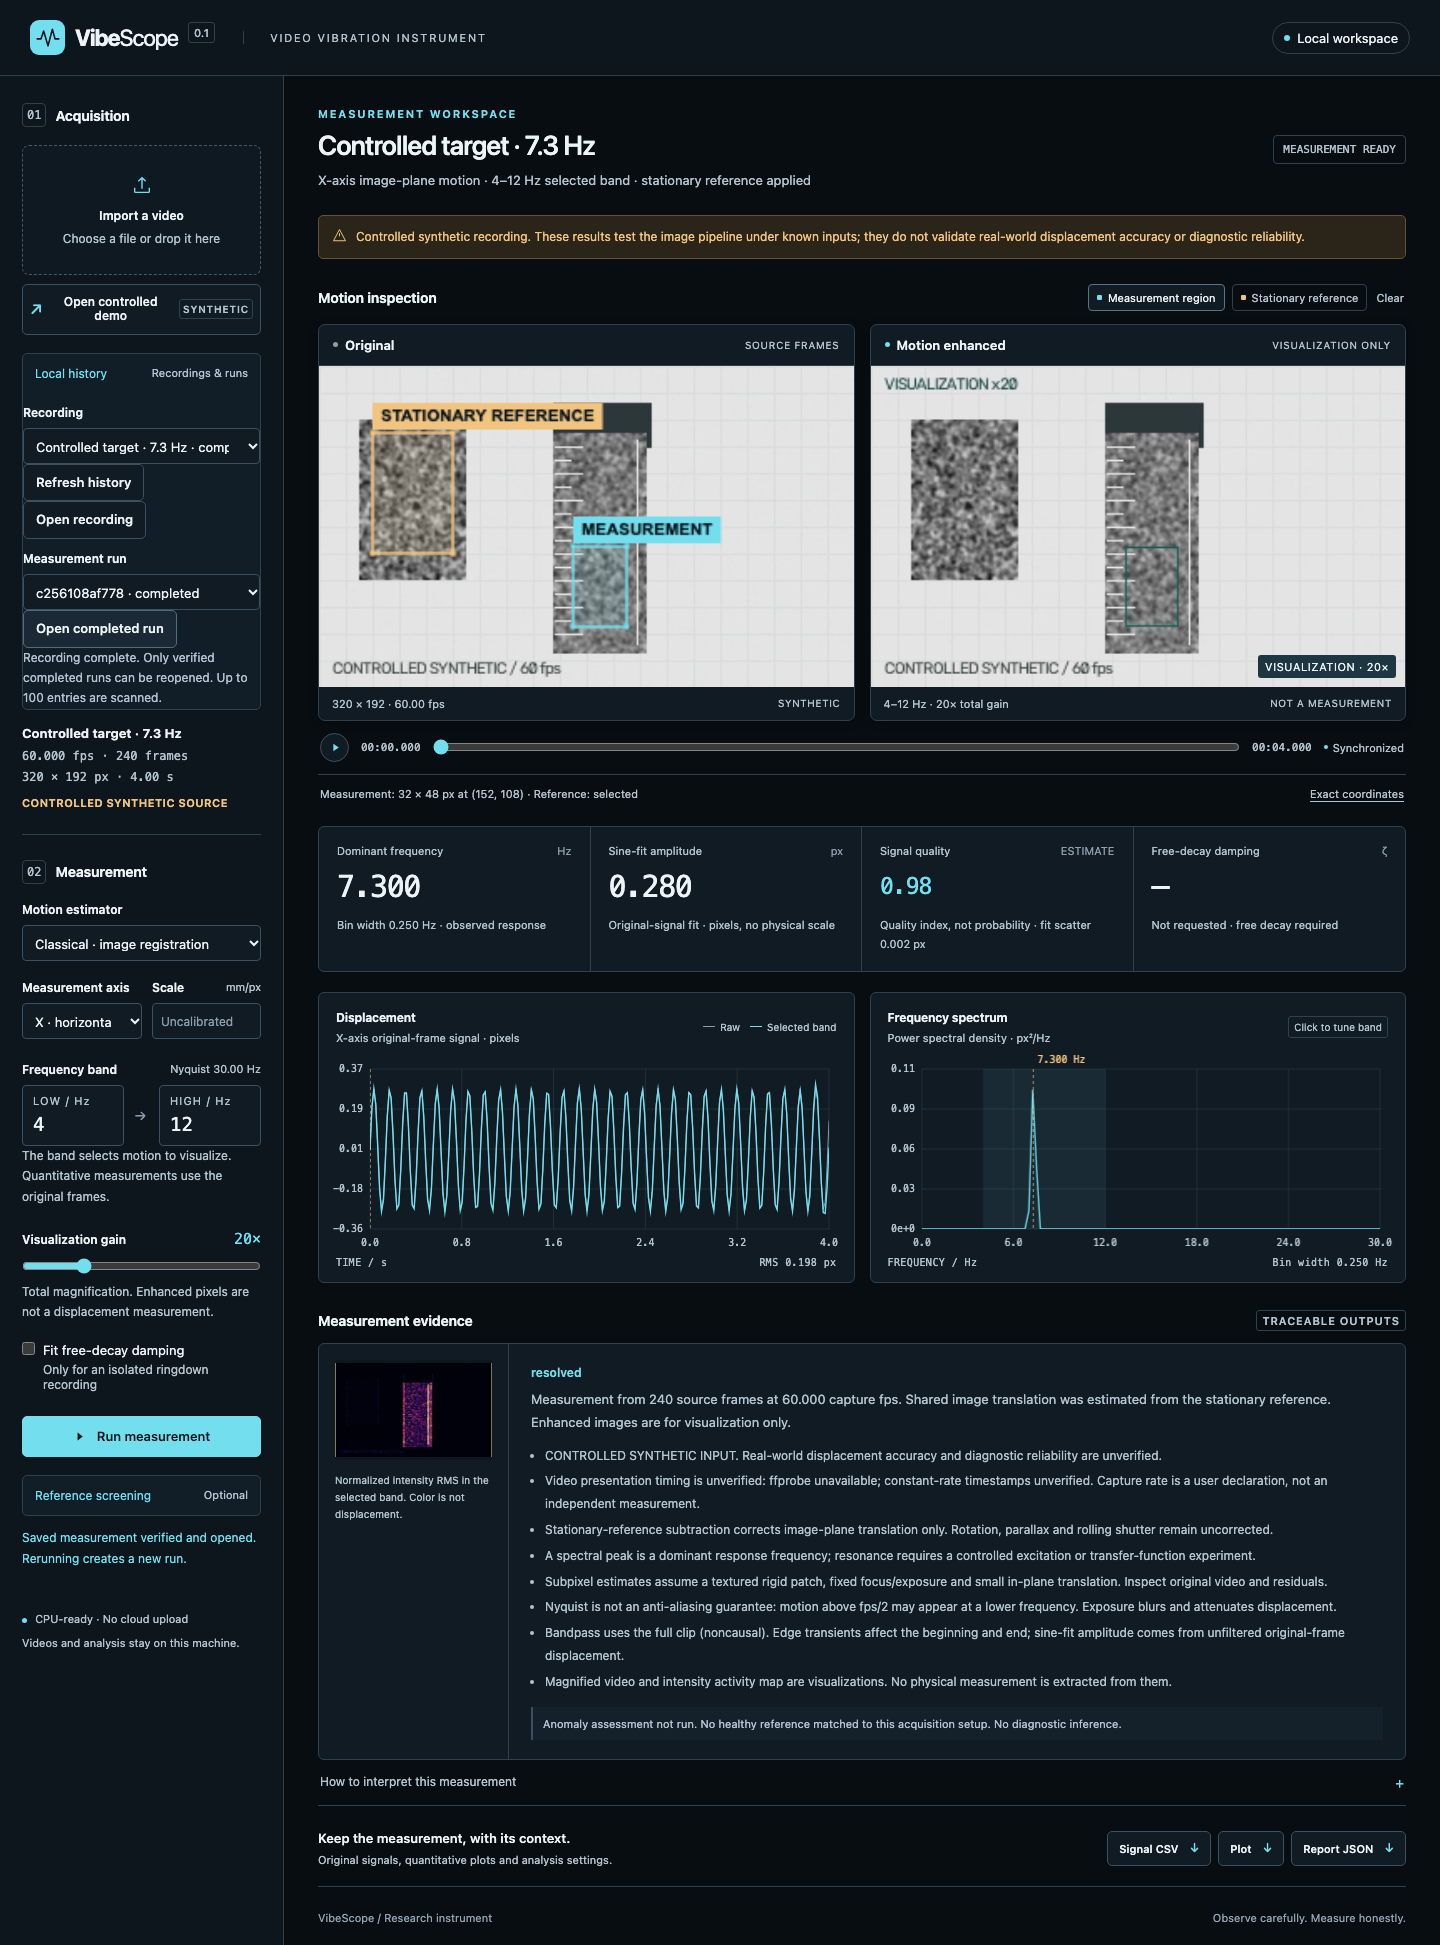 VibeScope 0.1
VIDEO VIBRATION INSTRUMENT
Local workspace
01 Acquisition
Import a video
Choose a file or drop it here
Open controlled
demo
SYNTHETIC
Local history
Recordings & runs
Recording
Controlled target · 7.3 Hz · comp
Refresh history
Open recording
Measurement run
c256108af778 · completed
Open completed run
Recording complete. Only verified
completed runs can be reopened. Up to
100 entries are scanned.
Controlled target · 7.3 Hz
60.000 fps · 240 frames
320 × 192 px · 4.00 s
CONTROLLED SYNTHETIC SOURCE
02 Measurement
Motion estimator
Classical · image registration
Measurement axis
Scale mm/px
X · horizonta
Uncalibrated
Frequency band
Nyquist 30.00 Hz
LOW / Hz
4
→
HIGH / Hz
12
The band selects motion to visualize.
Quantitative measurements use the
original frames.
Visualization gain 20×
Total magnification. Enhanced pixels are
not a displacement measurement.
Fit free-decay damping
Only for an isolated ringdown
recording
Run measurement
Reference screening
Optional
Saved measurement verified and opened.
Rerunning creates a new run.
CPU-ready · No cloud upload
Videos and analysis stay on this machine.
MEASUREMENT WORKSPACE
Controlled target · 7.3 Hz
MEASUREMENT READY
X-axis image-plane motion · 4–12 Hz selected band · stationary reference applied
Controlled synthetic recording. These results test the image pipeline under known inputs; they do not validate real-world displacement accuracy or diagnostic reliability.
Motion inspection
Measurement region
Stationary reference
Clear
Original
SOURCE FRAMES
STATIONARY REFERENCE
MEASUREMENT
CONTROLLED SYNTHETIC / 60 fps
320 × 192 · 60.00 fps
SYNTHETIC
Motion enhanced
VISUALIZATION ONLY
VISUALIZATION x20
CONTROLLED SYNTHETIC / 60 fps
VISUALIZATION · 20×
4–12 Hz · 20× total gain
NOT A MEASUREMENT
00:00.000
00:04.000
Synchronized
Measurement: 32 × 48 px at (152, 108) · Reference: selected
Exact coordinates
Dominant frequency Hz
7.300
Bin width 0.250 Hz · observed response
Sine-fit amplitude px
0.280
Original-signal fit · pixels, no physical scale
Signal quality ESTIMATE
0.98
Quality index, not probability · fit scatter
0.002 px
Free-decay damping ζ
—
Not requested · free decay required
Displacement
X-axis original-frame signal · pixels
Raw
Selected band
0.37
0.19
0.01
−0.18
−0.36
0.0 0.8 1.6 2.4 3.2 4.0
TIME / s
RMS 0.198 px
Frequency spectrum
Power spectral density · px²/Hz
Click to tune band
7.300 Hz
0.11
0.09
0.06
0.03
0e+0
0.0 6.0 12.0 18.0 24.0 30.0
FREQUENCY / Hz
Bin width 0.250 Hz
Measurement evidence
TRACEABLE OUTPUTS
Normalized intensity RMS in the
selected band. Color is not
displacement.
resolved
Measurement from 240 source frames at 60.000 capture fps. Shared image translation was estimated from the stationary reference.
Enhanced images are for visualization only.
• CONTROLLED SYNTHETIC INPUT. Real-world displacement accuracy and diagnostic reliability are unverified.
• Video presentation timing is unverified: ffprobe unavailable; constant-rate timestamps unverified. Capture rate is a user declaration, not an
independent measurement.
• Stationary-reference subtraction corrects image-plane translation only. Rotation, parallax and rolling shutter remain uncorrected.
• A spectral peak is a dominant response frequency; resonance requires a controlled excitation or transfer-function experiment.
• Subpixel estimates assume a textured rigid patch, fixed focus/exposure and small in-plane translation. Inspect original video and residuals.
• Nyquist is not an anti-aliasing guarantee: motion above fps/2 may appear at a lower frequency. Exposure blurs and attenuates displacement.
• Bandpass uses the full clip (noncausal). Edge transients affect the beginning and end; sine-fit amplitude comes from unfiltered original-frame
displacement.
• Magnified video and intensity activity map are visualizations. No physical measurement is extracted from them.
Anomaly assessment not run. No healthy reference matched to this acquisition setup. No diagnostic inference.
How to interpret this measurement +
Keep the measurement, with its context.
Original signals, quantitative plots and analysis settings.
Signal CSV ↓
Plot ↓
Report JSON ↓
VibeScope / Research instrument
Observe carefully. Measure honestly.